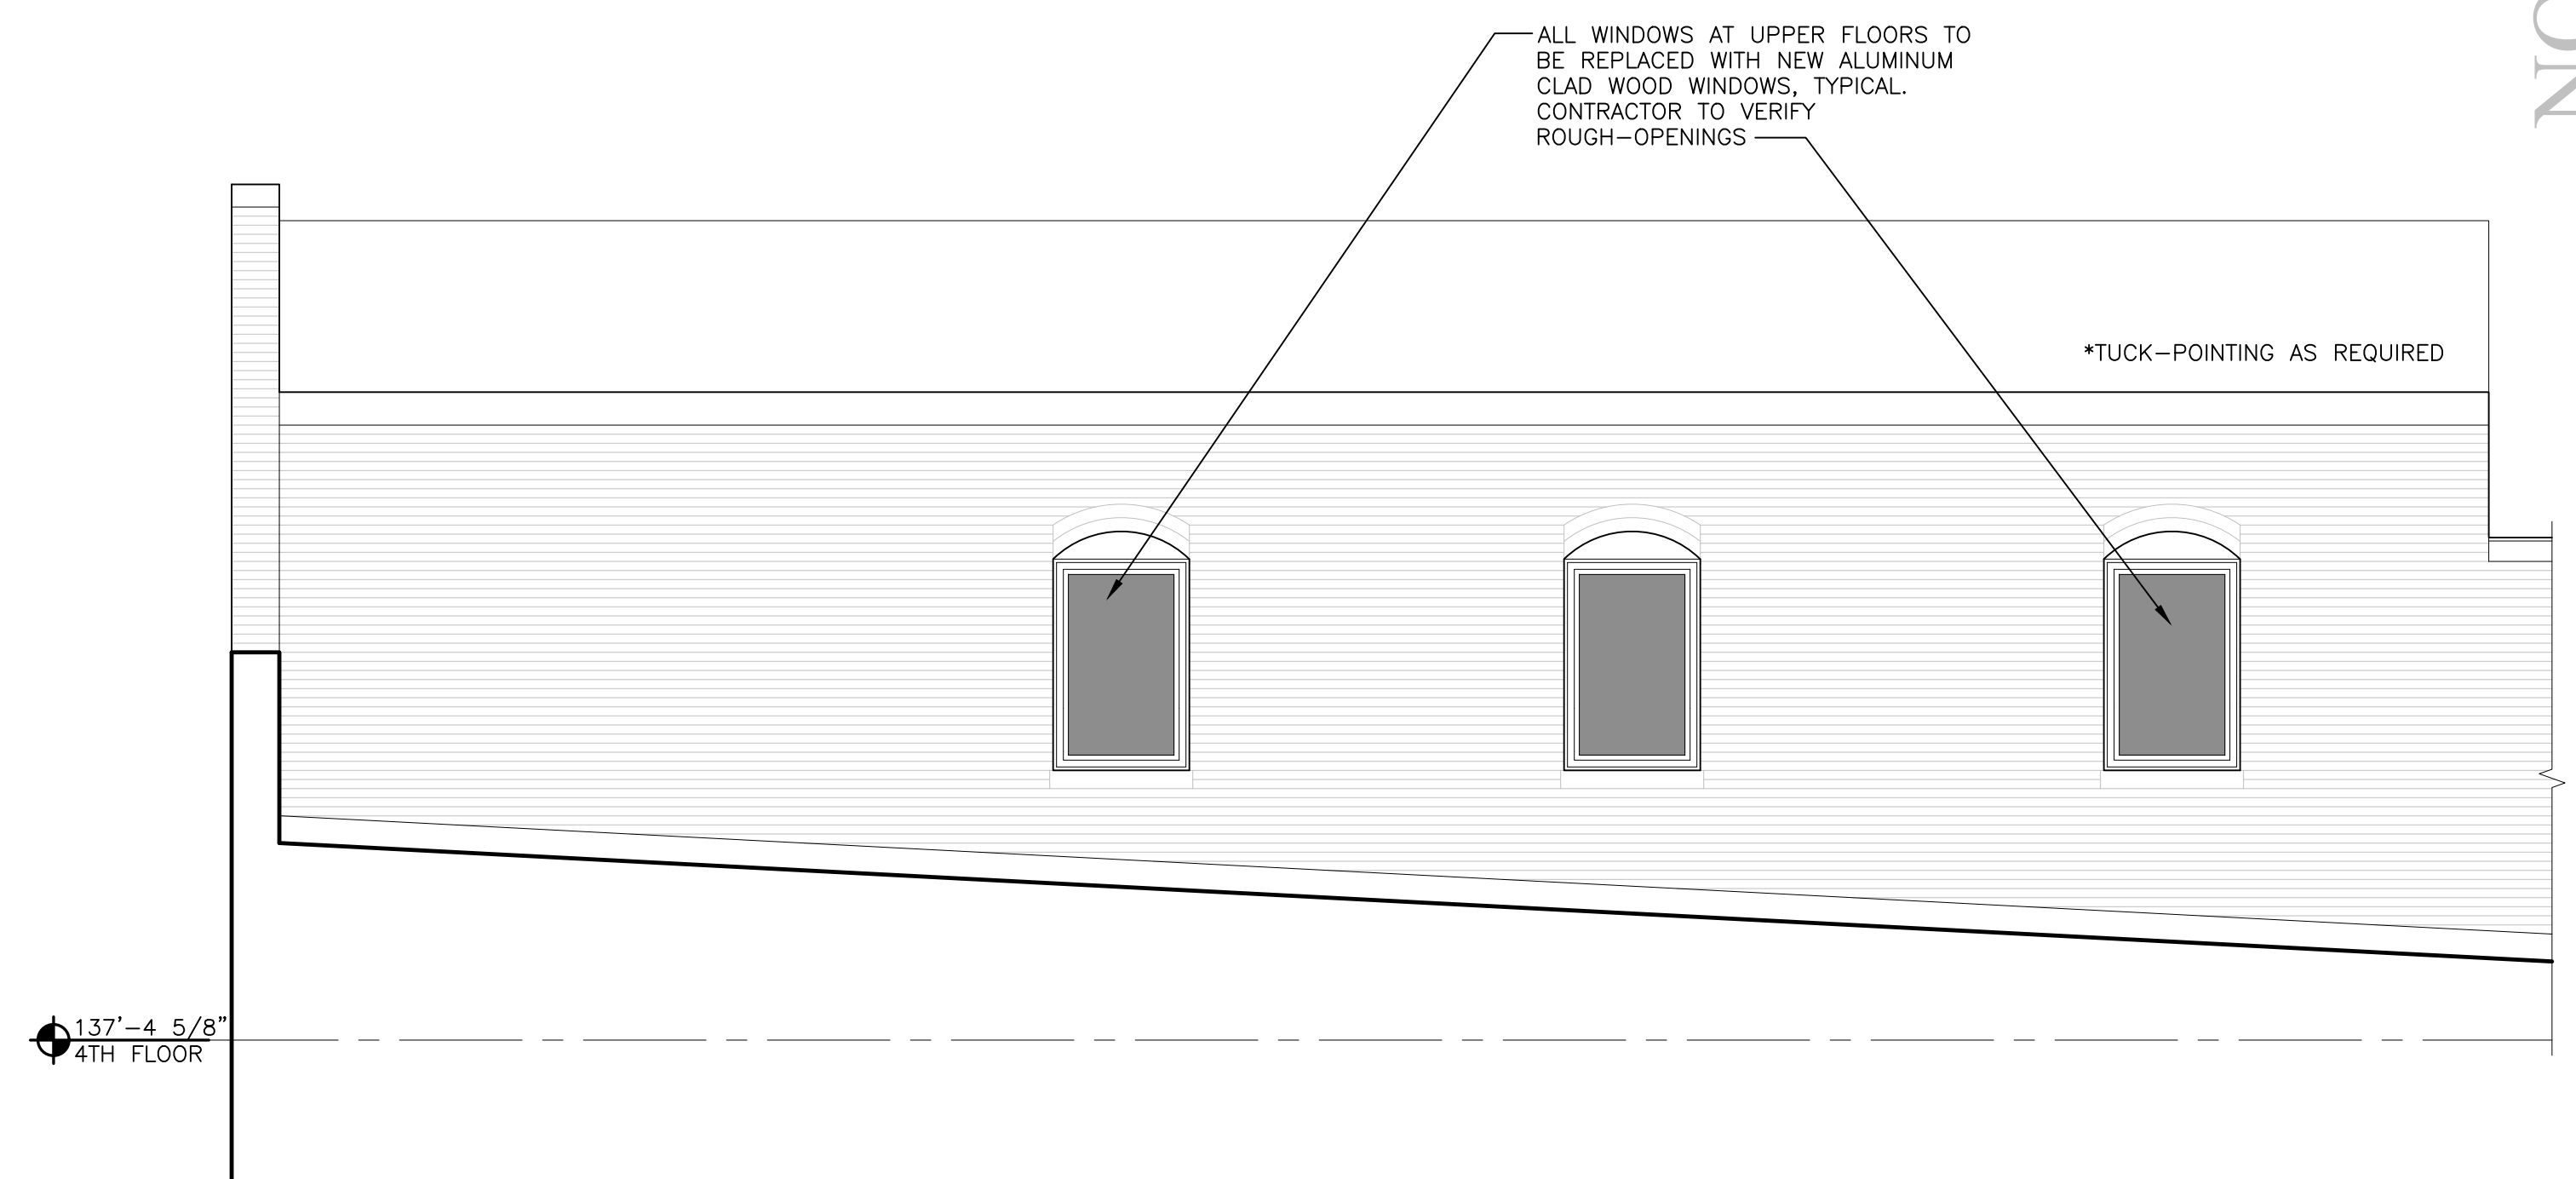 ALL WINDOWS AT UPPER FLOORS TO
BE REPLACED WITH NEW ALUMINUM
CLAD WOOD WINDOWS, TYPICAL.
CONTRACTOR TO VERIFY
ROUGH-OPENINGS
*TUCK-POINTING AS REQUIRED
137'-4 5/8"
4TH FLOOR